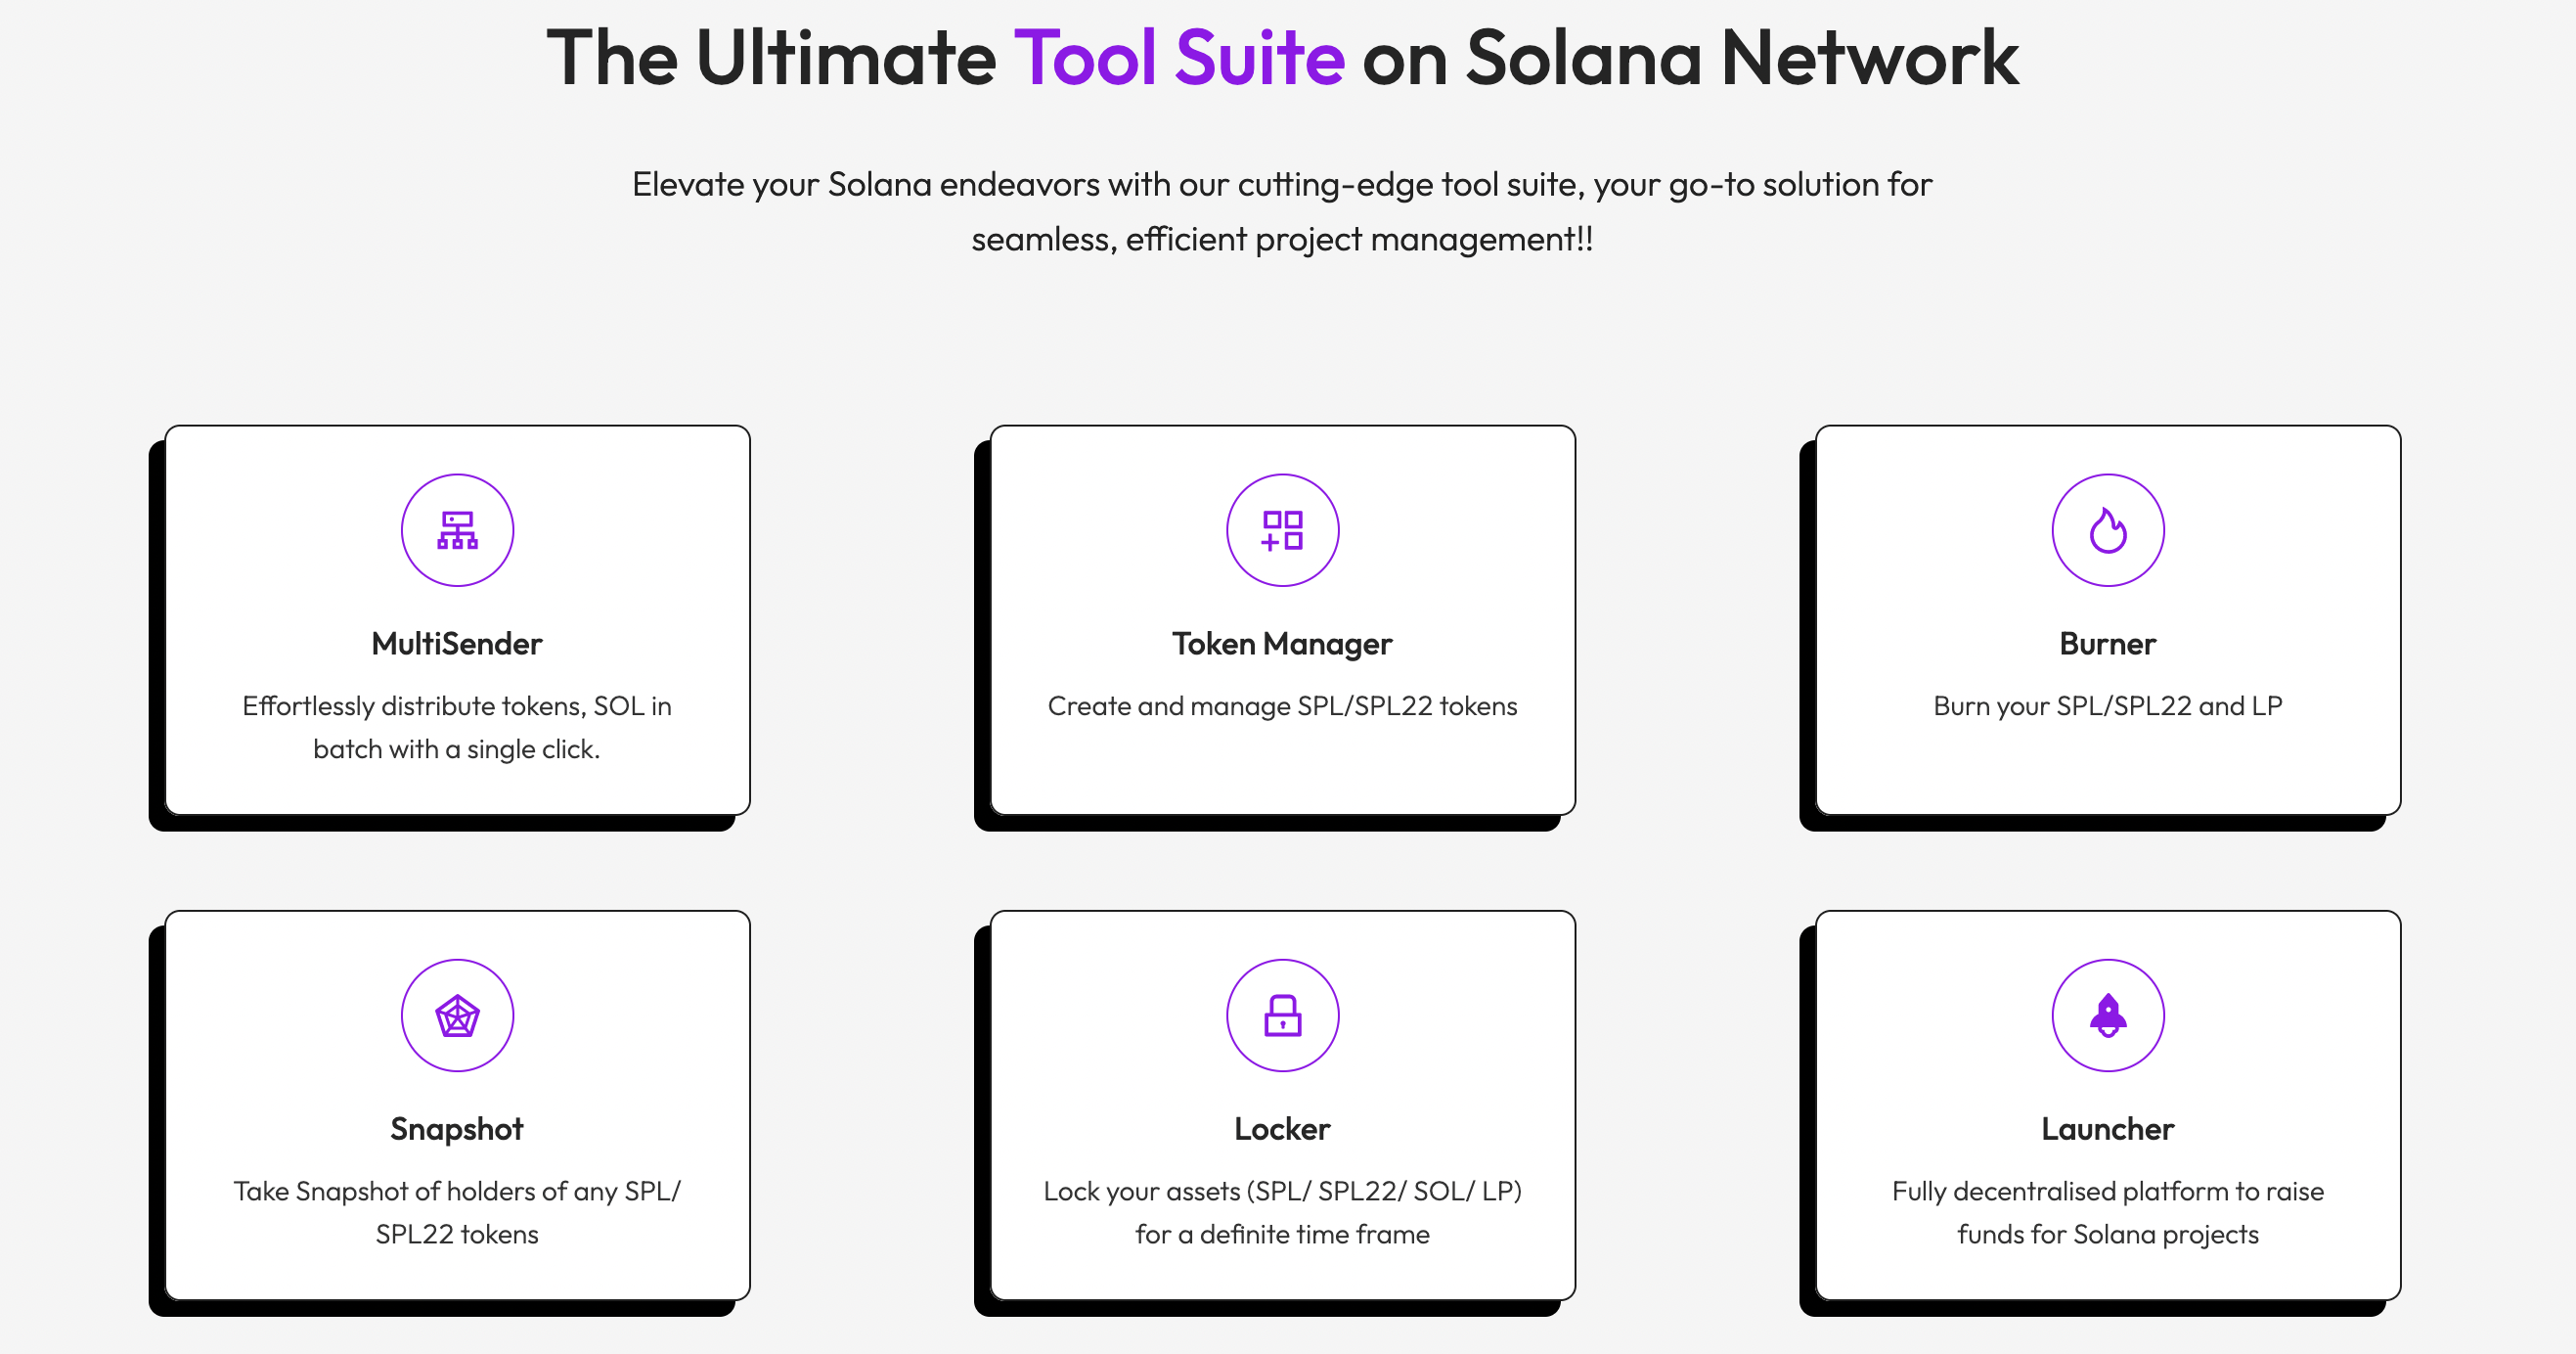 The Ultimate Tool Suite on Solana Network
Elevate your Solana endeavors with our cutting-edge tool suite, your go-to solution for
seamless, efficient project management!!
MultiSender
Effortlessly distribute tokens, SOL in
batch with a single click.
Token Manager
Create and manage SPL/SPL22 tokens
Burner
Burn your SPL/SPL22 and LP
Snapshot
Take Snapshot of holders of any SPL/
SPL22 tokens
Locker
Lock your assets (SPL/ SPL22/ SOL/ LP)
for a definite time frame
Launcher
Fully decentralised platform to raise
funds for Solana projects